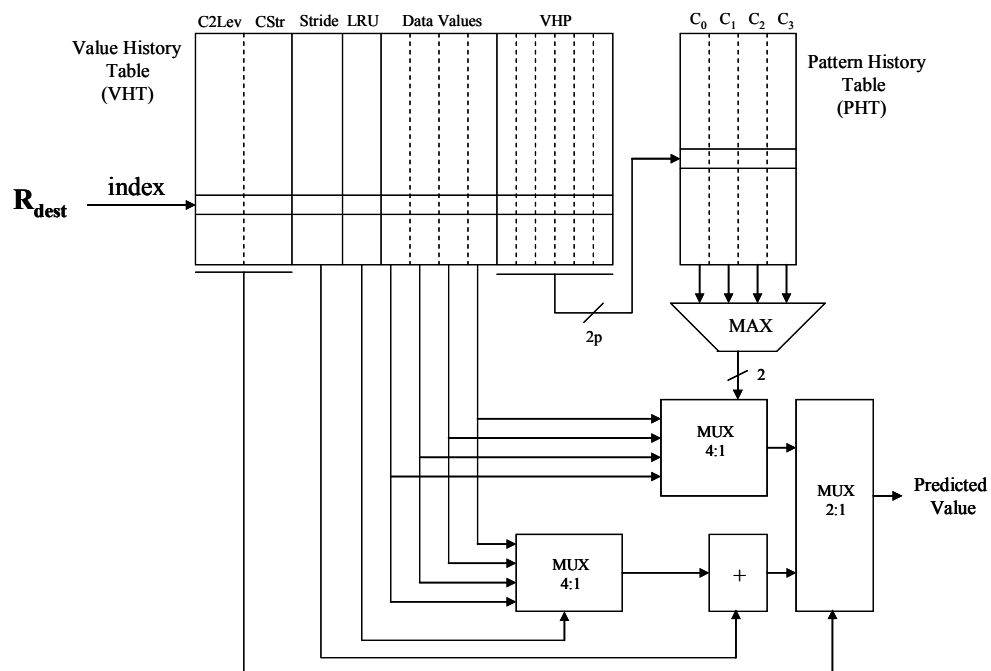 C2Lev CStr Stride LRU Data Values VHP
C0 C1 C2 C3
Value History
Table
(VHT)
Pattern History
Table
(PHT)
Rdest
index
2p
MAX
2
MUX
4:1
MUX
2:1
Predicted
Value
MUX
4:1
+